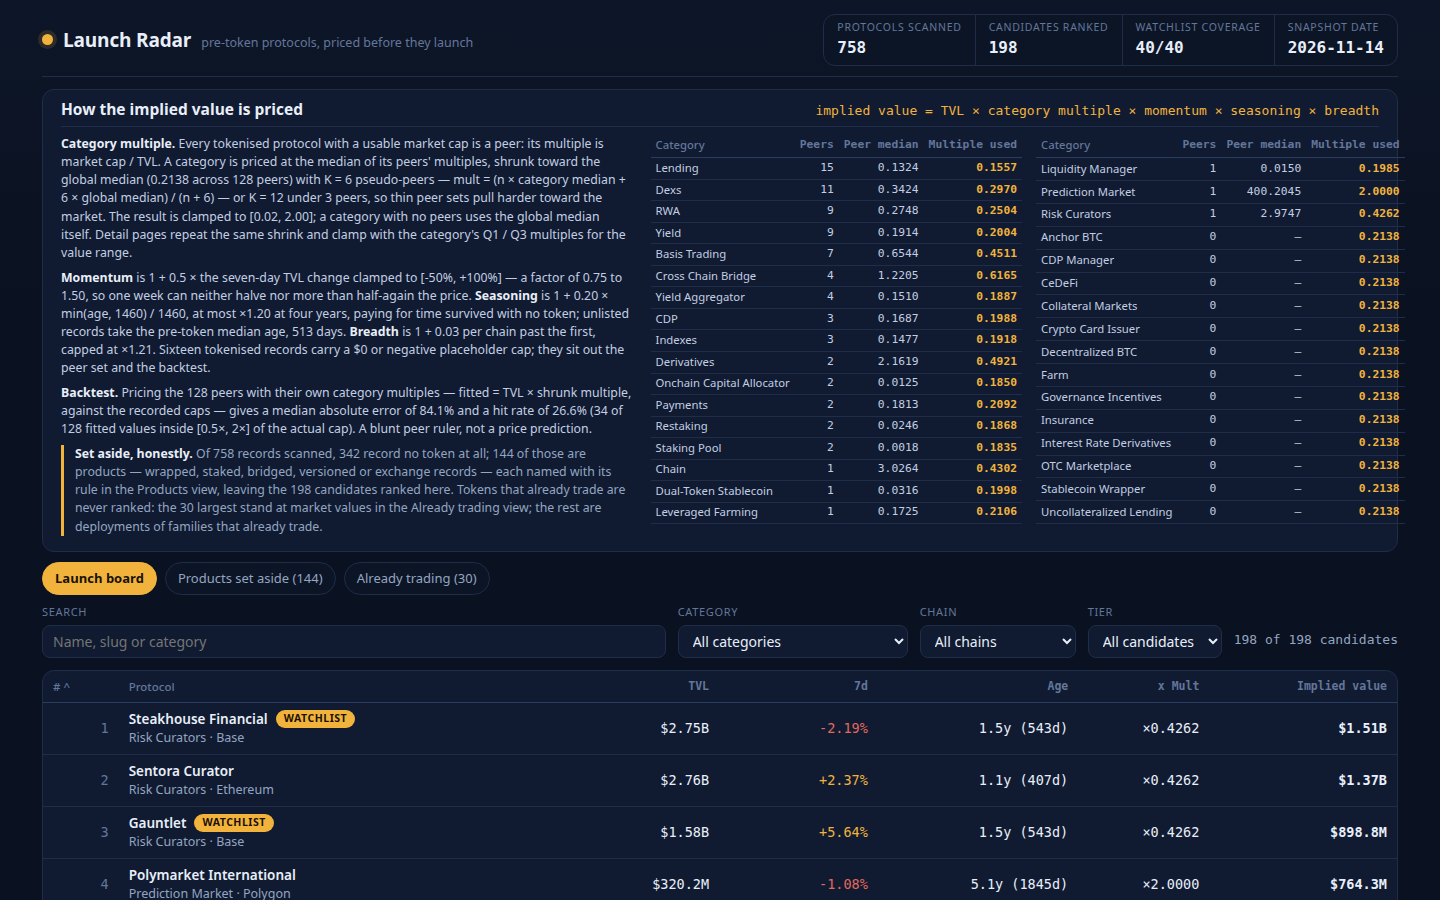 Launch Radar pre-token protocols, priced before they launch
PROTOCOLS SCANNED
758
CANDIDATES RANKED
198
WATCHLIST COVERAGE
40/40
SNAPSHOT DATE
2026-11-14
How the implied value is priced
implied value = TVL × category multiple × momentum × seasoning × breadth
Category multiple. Every tokenised protocol with a usable market cap is a peer: its multiple is
market cap / TVL. A category is priced at the median of its peers' multiples, shrunk toward the
global median (0.2138 across 128 peers) with K = 6 pseudo-peers — mult = (n × category median +
6 × global median) / (n + 6) — or K = 12 under 3 peers, so thin peer sets pull harder toward the
market. The result is clamped to [0.02, 2.00]; a category with no peers uses the global median
itself. Detail pages repeat the same shrink and clamp with the category's Q1 / Q3 multiples for the
value range.
Momentum is 1 + 0.5 × the seven-day TVL change clamped to [-50%, +100%] — a factor of 0.75 to
1.50, so one week can neither halve nor more than half-again the price. Seasoning is 1 + 0.20 ×
min(age, 1460) / 1460, at most ×1.20 at four years, paying for time survived with no token; unlisted
records take the pre-token median age, 513 days. Breadth is 1 + 0.03 per chain past the first,
capped at ×1.21. Sixteen tokenised records carry a $0 or negative placeholder cap; they sit out the
peer set and the backtest.
Backtest. Pricing the 128 peers with their own category multiples — fitted = TVL × shrunk multiple,
against the recorded caps — gives a median absolute error of 84.1% and a hit rate of 26.6% (34 of
128 fitted values inside [0.5×, 2×] of the actual cap). A blunt peer ruler, not a price prediction.
Set aside, honestly. Of 758 records scanned, 342 record no token at all; 144 of those are
products — wrapped, staked, bridged, versioned or exchange records — each named with its
rule in the Products view, leaving the 198 candidates ranked here. Tokens that already trade are
never ranked: the 30 largest stand at market values in the Already trading view; the rest are
deployments of families that already trade.
Category Peers Peer median Multiple used
Lending 15 0.1324 0.1557
Dexs 11 0.3424 0.2970
RWA 9 0.2748 0.2504
Yield 9 0.1914 0.2004
Basis Trading 7 0.6544 0.4511
Cross Chain Bridge 4 1.2205 0.6165
Yield Aggregator 4 0.1510 0.1887
CDP 3 0.1687 0.1988
Indexes 3 0.1477 0.1918
Derivatives 2 2.1619 0.4921
Onchain Capital Allocator 2 0.0125 0.1850
Payments 2 0.1813 0.2092
Restaking 2 0.0246 0.1868
Staking Pool 2 0.0018 0.1835
Chain 1 3.0264 0.4302
Dual-Token Stablecoin 1 0.0316 0.1998
Leveraged Farming 1 0.1725 0.2106
Category Peers Peer median Multiple used
Liquidity Manager 1 0.0150 0.1985
Prediction Market 1 400.2045 2.0000
Risk Curators 1 2.9747 0.4262
Anchor BTC 0 — 0.2138
CDP Manager 0 — 0.2138
CeDeFi 0 — 0.2138
Collateral Markets 0 — 0.2138
Crypto Card Issuer 0 — 0.2138
Decentralized BTC 0 — 0.2138
Farm 0 — 0.2138
Governance Incentives 0 — 0.2138
Insurance 0 — 0.2138
Interest Rate Derivatives 0 — 0.2138
OTC Marketplace 0 — 0.2138
Stablecoin Wrapper 0 — 0.2138
Uncollateralized Lending 0 — 0.2138
Launch board Products set aside (144) Already trading (30)
SEARCH CATEGORY CHAIN TIER
Name, slug or category All categories All chains All candidates 198 of 198 candidates
# ^ Protocol TVL 7d Age x Mult Implied value
1 Steakhouse Financial WATCHLIST $2.75B -2.19% 1.5y (543d) ×0.4262 $1.51B
Risk Curators · Base
2 Sentora Curator $2.76B +2.37% 1.1y (407d) ×0.4262 $1.37B
Risk Curators · Ethereum
3 Gauntlet WATCHLIST $1.58B +5.64% 1.5y (543d) ×0.4262 $898.8M
Risk Curators · Base
4 Polymarket International $320.2M -1.08% 5.1y (1845d) ×2.0000 $764.3M
Prediction Market · Polygon